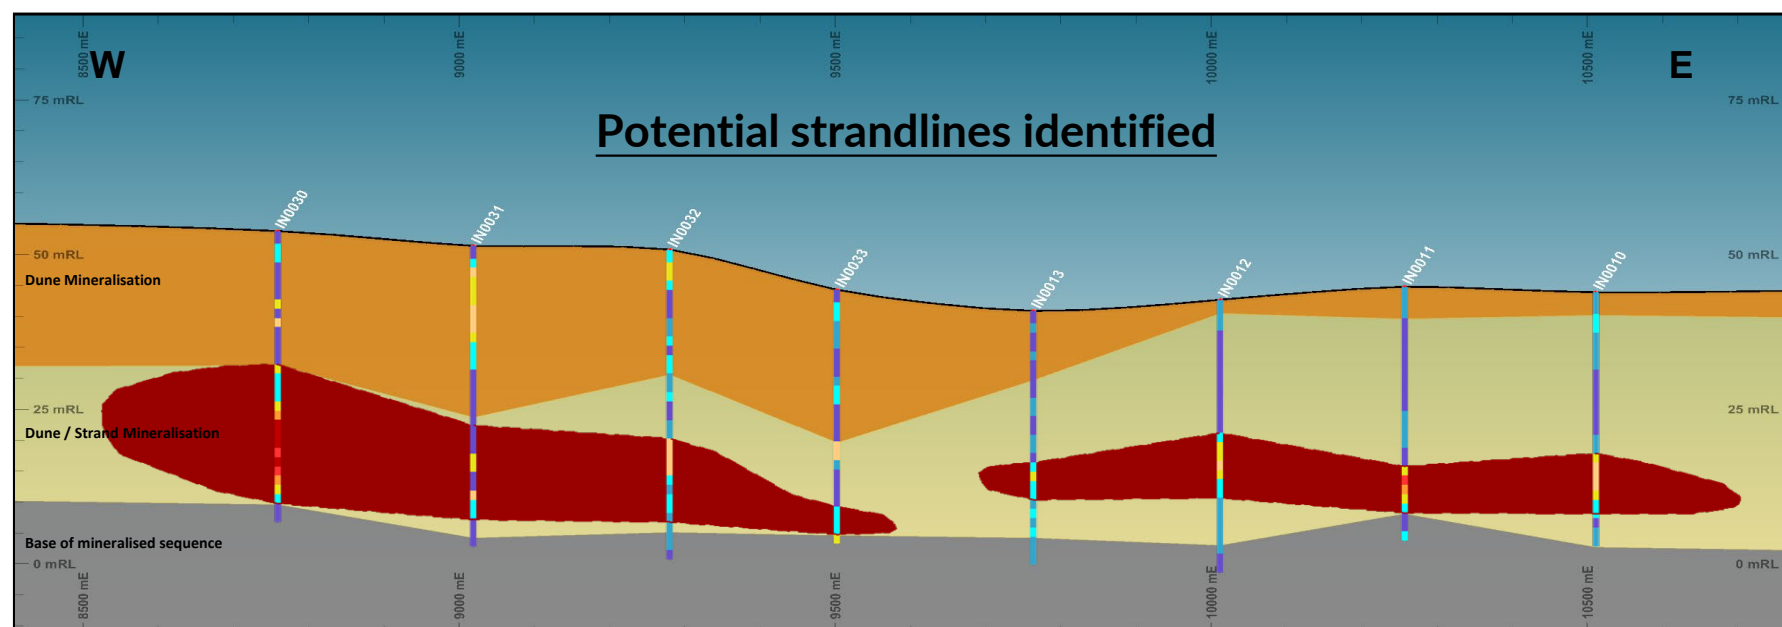 8500 mE
9000 mE
9500 mE
10000 mE
10500 mE
W
E
75 mRL
75 mRL
Potential strandlines identified
IN0030
IN0031
IN0032
IN0033
IN0013
IN0012
IN0011
IN0010
50 mRL
50 mRL
Dune Mineralisation
25 mRL
25 mRL
Dune / Strand Mineralisation
Base of mineralised sequence
0 mRL
0 mRL
8500 mE
9000 mE
9500 mE
10000 mE
10500 mE